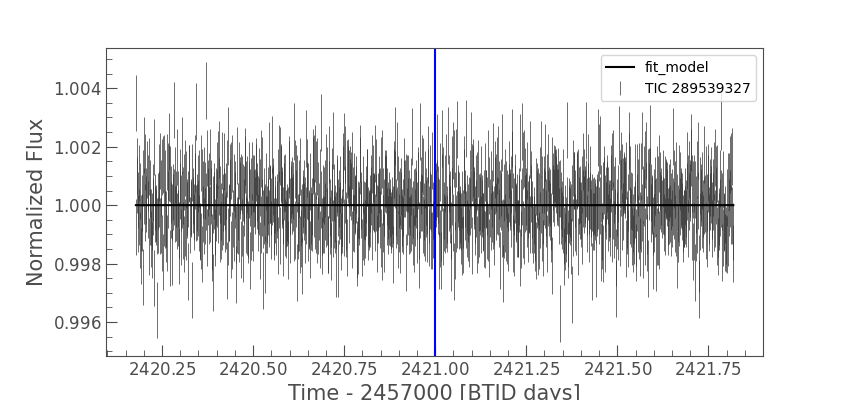 fit_model
TIC 289539327
1.004
1.002
1.000
0.998
0.996
Normalized Flux
2420.25 2420.50 2420.75 2421.00 2421.25 2421.50 2421.75
Time - 2457000 [BTJD days]